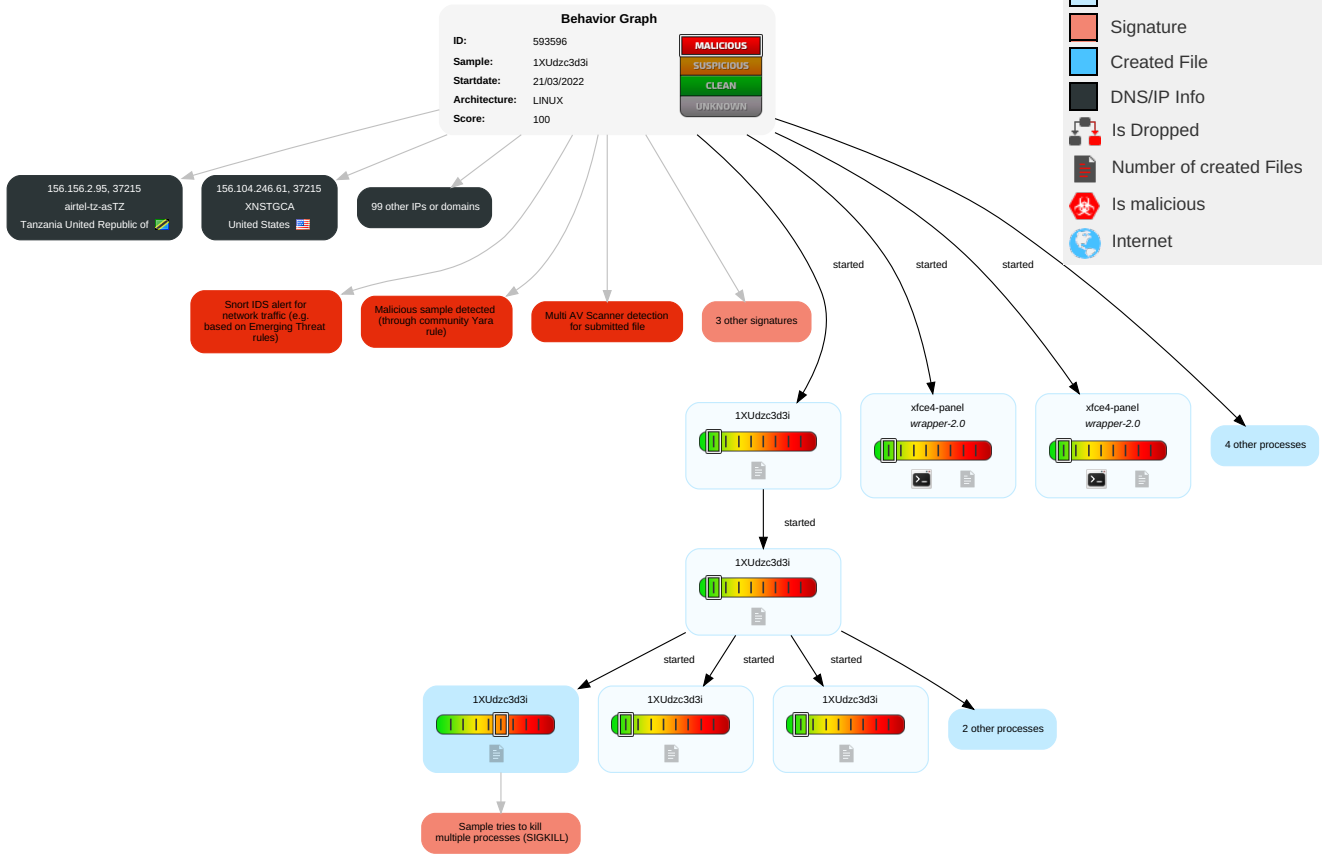 Behavior Graph
ID: 593596
Sample: 1XUdzc3d3i
Startdate: 21/03/2022
Architecture: LINUX
Score: 100
MALICIOUS
SUSPICIOUS
CLEAN
UNKNOWN
Signature
Created File
DNS/IP Info
Is Dropped
Number of created Files
Is malicious
Internet
156.156.2.95, 37215
airtel-tz-asTZ
Tanzania United Republic of
156.104.246.61, 37215
XNSTGCA
United States
99 other IPs or domains
started
started
started
Snort IDS alert for
network traffic (e.g.
based on Emerging Threat
rules)
Malicious sample detected
(through community Yara
rule)
Multi AV Scanner detection
for submitted file
3 other signatures
1XUdzc3d3i
xfce4-panel
wrapper-2.0
xfce4-panel
wrapper-2.0
4 other processes
started
1XUdzc3d3i
started
started
started
1XUdzc3d3i
1XUdzc3d3i
1XUdzc3d3i
2 other processes
Sample tries to kill
multiple processes (SIGKILL)